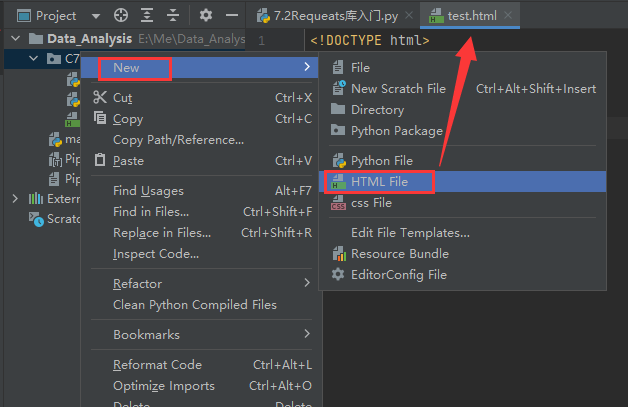 Project
7.2Requeats库入门.py
test.html
Data_Analysis E:\Me\Data_Analys
1
<!DOCTYPE html>
C7
New
File
Cut Ctrl+X
New Scratch File Ctrl+Alt+Shift+Insert
Copy Ctrl+C
Directory
ma
Copy Path/Reference...
Python Package
Pip
Paste Ctrl+V
Python File
Pip
Find Usages Alt+F7
HTML File
Extern
Find in Files... Ctrl+Shift+F
css File
Scratc
Replace in Files... Ctrl+Shift+R
Edit File Templates...
Inspect Code...
Resource Bundle
Refactor
EditorConfig File
Clean Python Compiled Files
Bookmarks
Reformat Code Ctrl+Alt+L
Optimize Imports Ctrl+Alt+O
Delete Delete